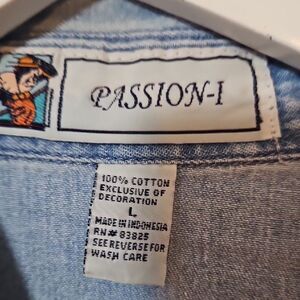 PASSION-I
100% COTTON
EXCLUSIVE OF
DECORATION
L
MADE IN INDONESIA
RN# 83825
SEE REVERSE FOR
WASH CARE